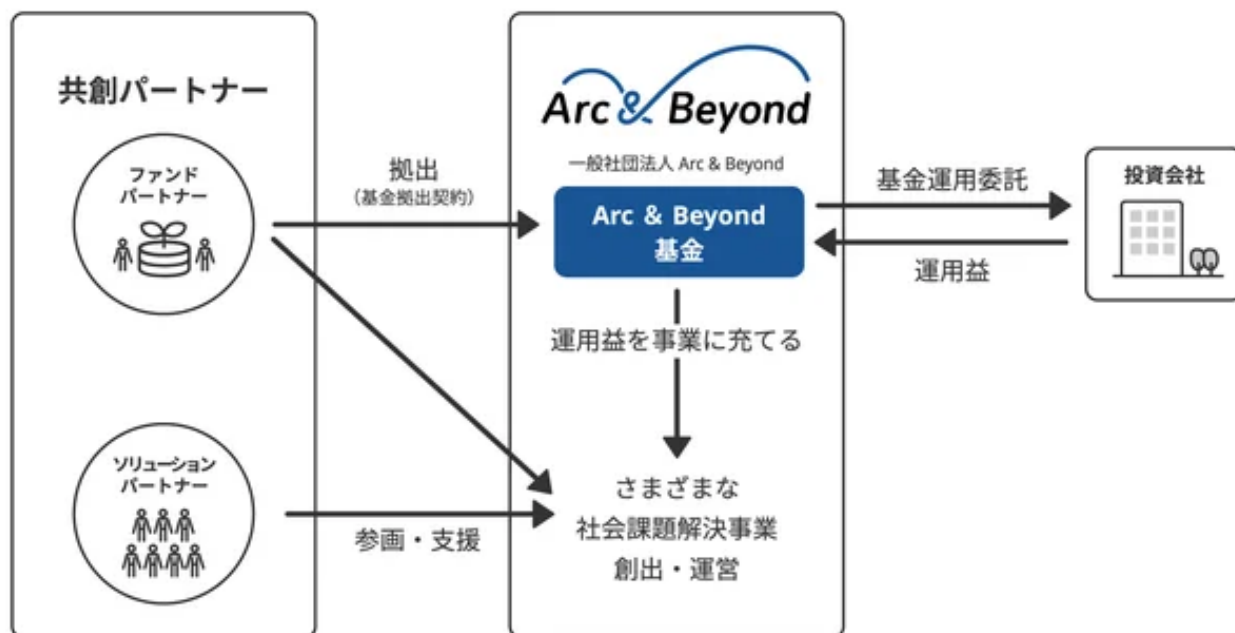 共創パートナー
ファンド
パートナー
ソリューション
パートナー
拠出
（基金拠出契約）
参画・支援
Arc & Beyond
一般社団法人 Arc & Beyond
Arc & Beyond
基金
運用益を事業に充てる
さまざまな
社会課題解決事業
創出・運営
基金運用委託
運用益
投資会社